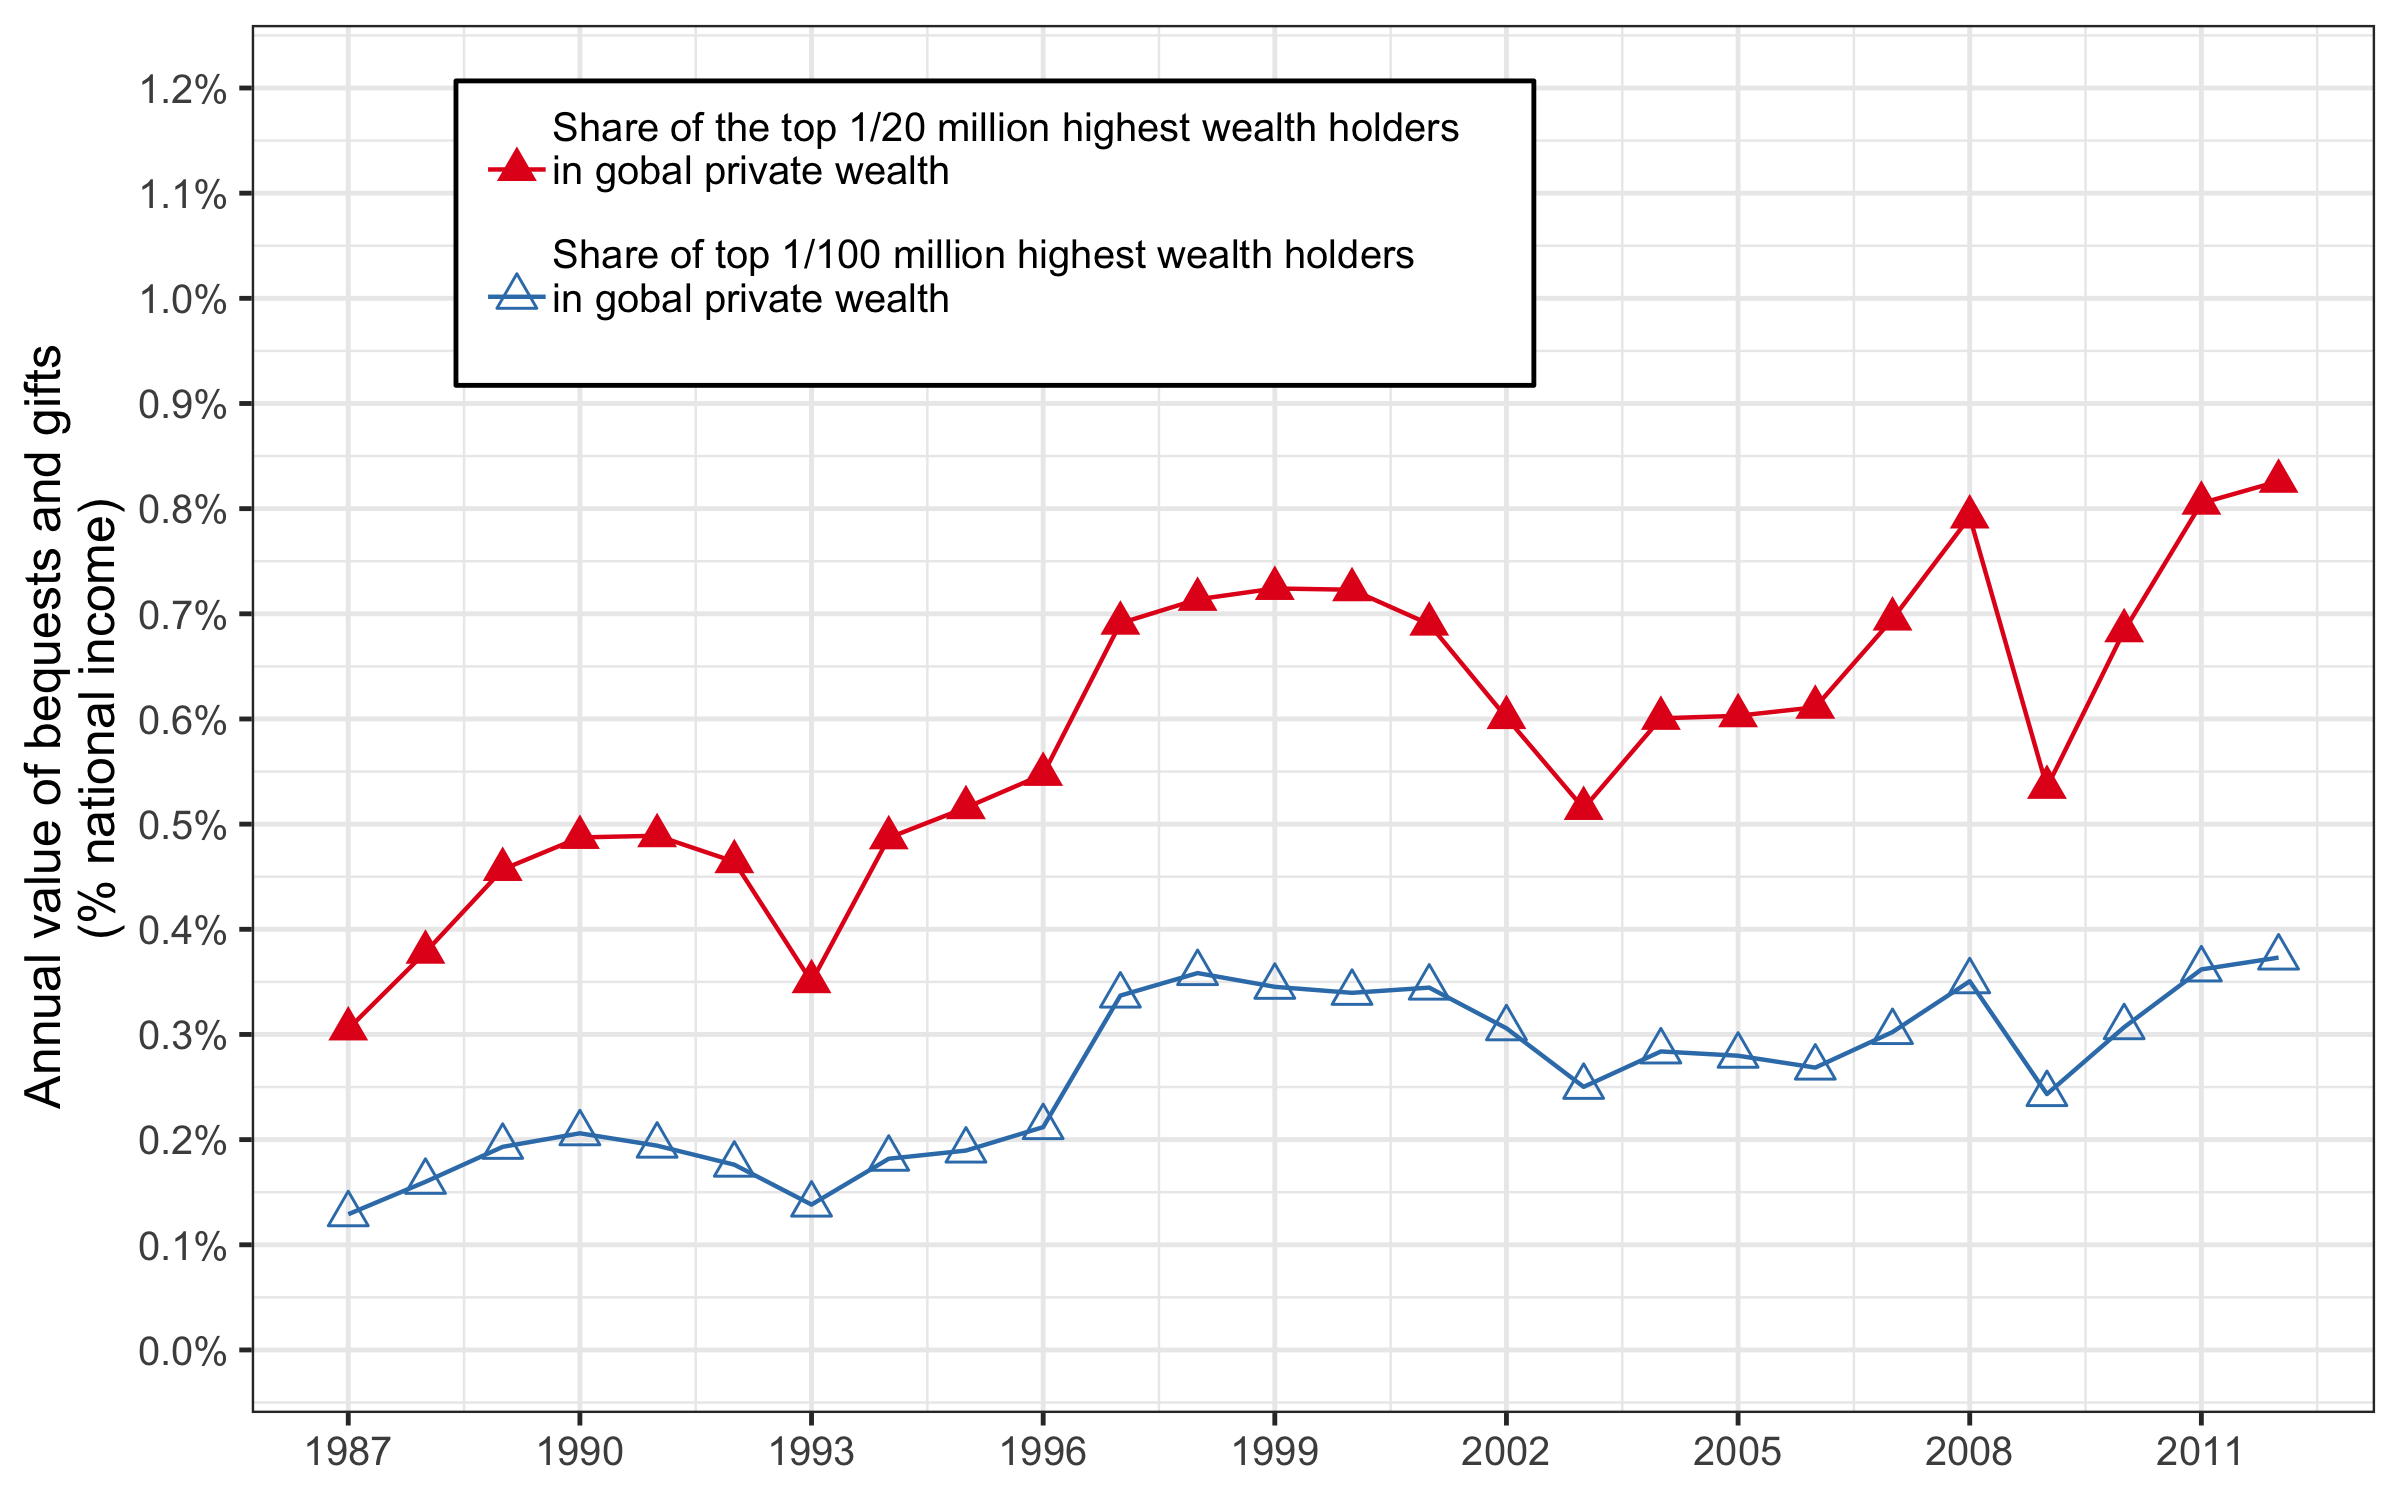 Annual value of bequests and gifts
(% national income)
1.2%
1.1%
1.0%
0.9%
0.8%
0.7%
0.6%
0.5%
0.4%
0.3%
0.2%
0.1%
0.0%
Share of the top 1/20 million highest wealth holders
in gobal private wealth
Share of top 1/100 million highest wealth holders
in gobal private wealth
1987 1990 1993 1996 1999 2002 2005 2008 2011